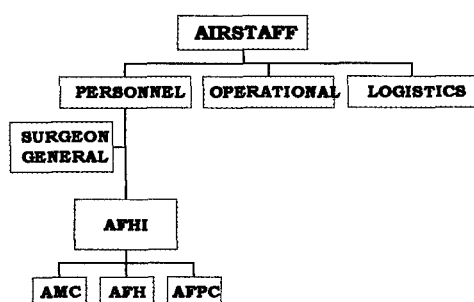 AIRSTAFF
PERSONNEL
OPERATIONAL
LOGISTICS
SURGEON
GENERAL
AFHI
AMC
AFH
AFPC